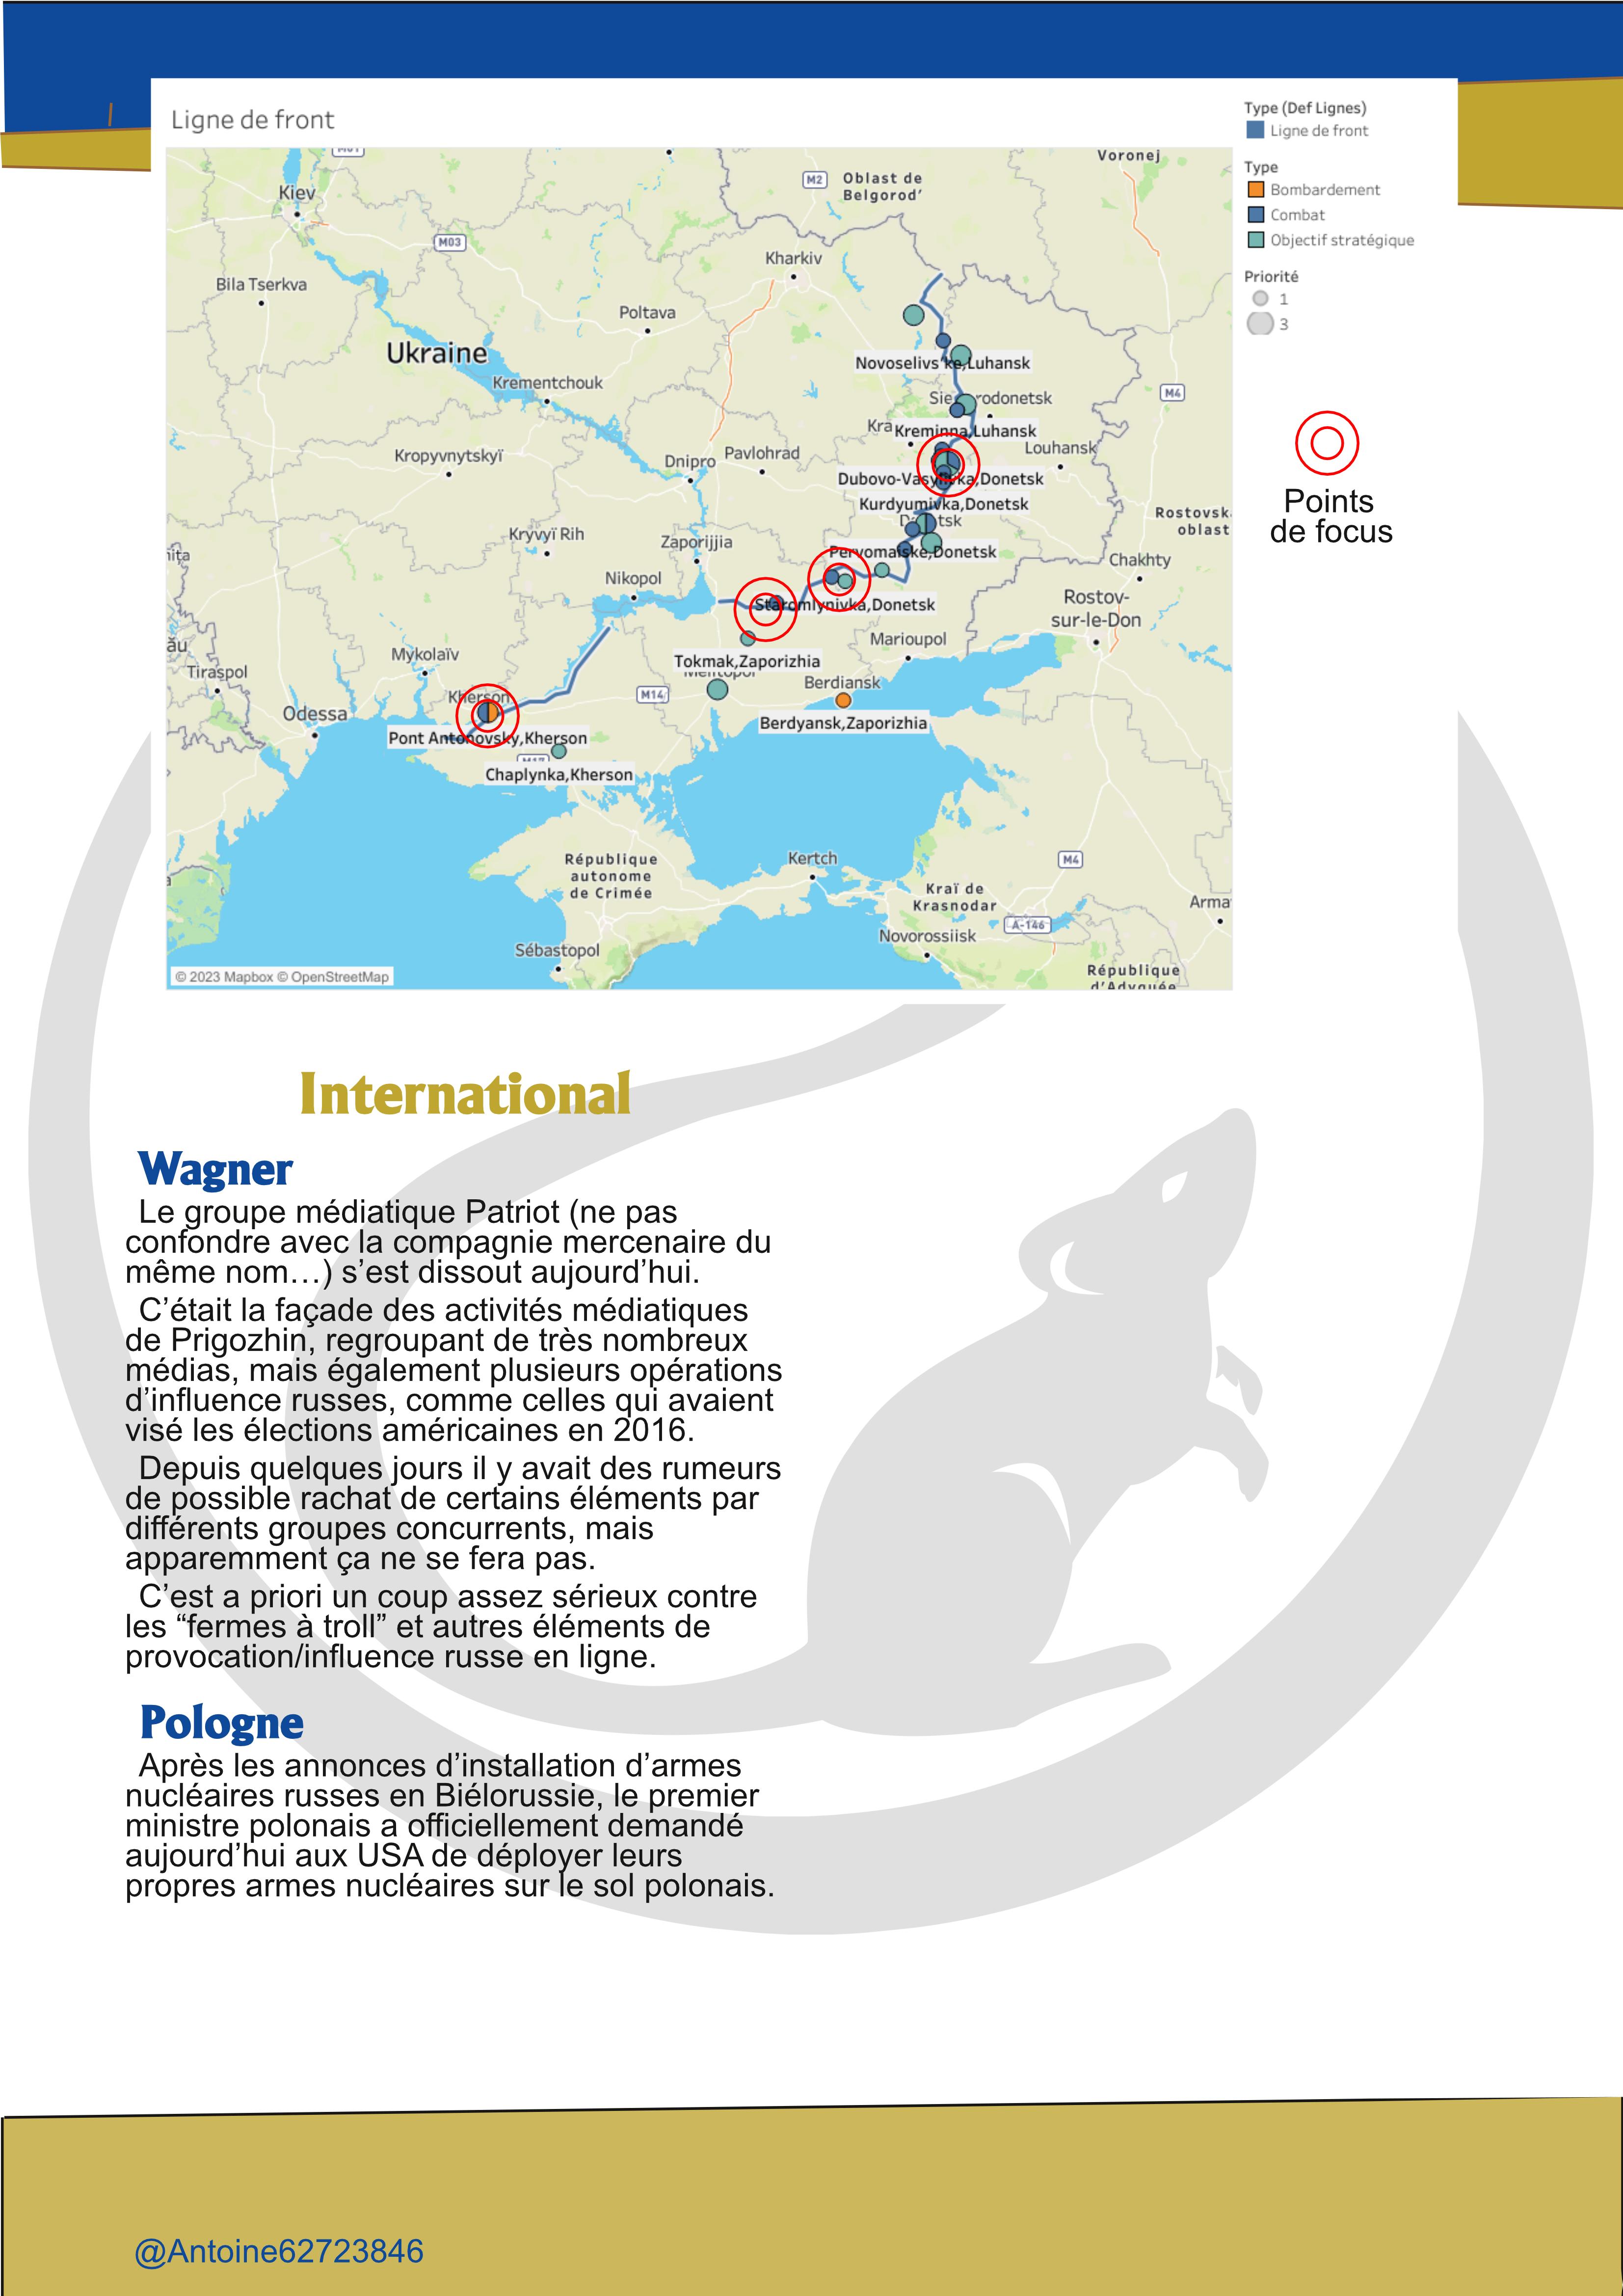 Ligne de front
Type (Def Lignes)
Ligne de front
Type
Bombardement
Combat
Objectif stratégique
Priorité
1
3
Points
de focus
M2
Oblast de
Belgorod'
Voronej
Kiev
M03
Kharkiv
Bila Tserkva
Poltava
Ukraine
Novoselivs'ke,Luhansk
Krementchouk
M4
Kreminna,Luhansk
Louhansk
Kropyvnytskyï
Dnipro
Pavlohrad
Dubovo-Vasylivka,Donetsk
Kurdyumivka,Donetsk
Kryvyï Rih
Zaporijjia
Pervomaiske,Donetsk
Chakhty
Nikopol
Staromlynivka,Donetsk
Rostov-
sur-le-Don
Marioupol
Mykolaïv
Tiraspol
Tokmak,Zaporizhia
Berdiansk
Kherson
M14
Odessa
Berdyansk,Zaporizhia
Pont Antonovsky,Kherson
Chaplynka,Kherson
République
autonome
de Crimée
Kertch
M4
Kraï de
Krasnodar
A-146
Novorossiisk
Sébastopol
République
d'Adyguée
© 2023 Mapbox © OpenStreetMap
International
Wagner
Le groupe médiatique Patriot (ne pas
confondre avec la compagnie mercenaire du
même nom…) s’est dissout aujourd’hui.
C’était la façade des activités médiatiques
de Prigozhin, regroupant de très nombreux
médias, mais également plusieurs opérations
d’influence russes, comme celles qui avaient
visé les élections américaines en 2016.
Depuis quelques jours il y avait des rumeurs
de possible rachat de certains éléments par
différents groupes concurrents, mais
apparemment ça ne se fera pas.
C’est a priori un coup assez sérieux contre
les “fermes à troll” et autres éléments de
provocation/influence russe en ligne.
Pologne
Après les annonces d’installation d’armes
nucléaires russes en Biélorussie, le premier
ministre polonais a officiellement demandé
aujourd’hui aux USA de déployer leurs
propres armes nucléaires sur le sol polonais.
@Antoine62723846